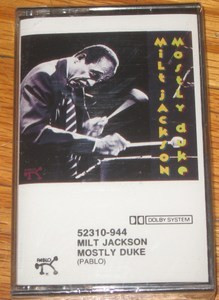 Milt Jackson
Mostly Duke
DOLBY SYSTEM
52310-944
MILT JACKSON
MOSTLY DUKE
(PABLO)
PABLO